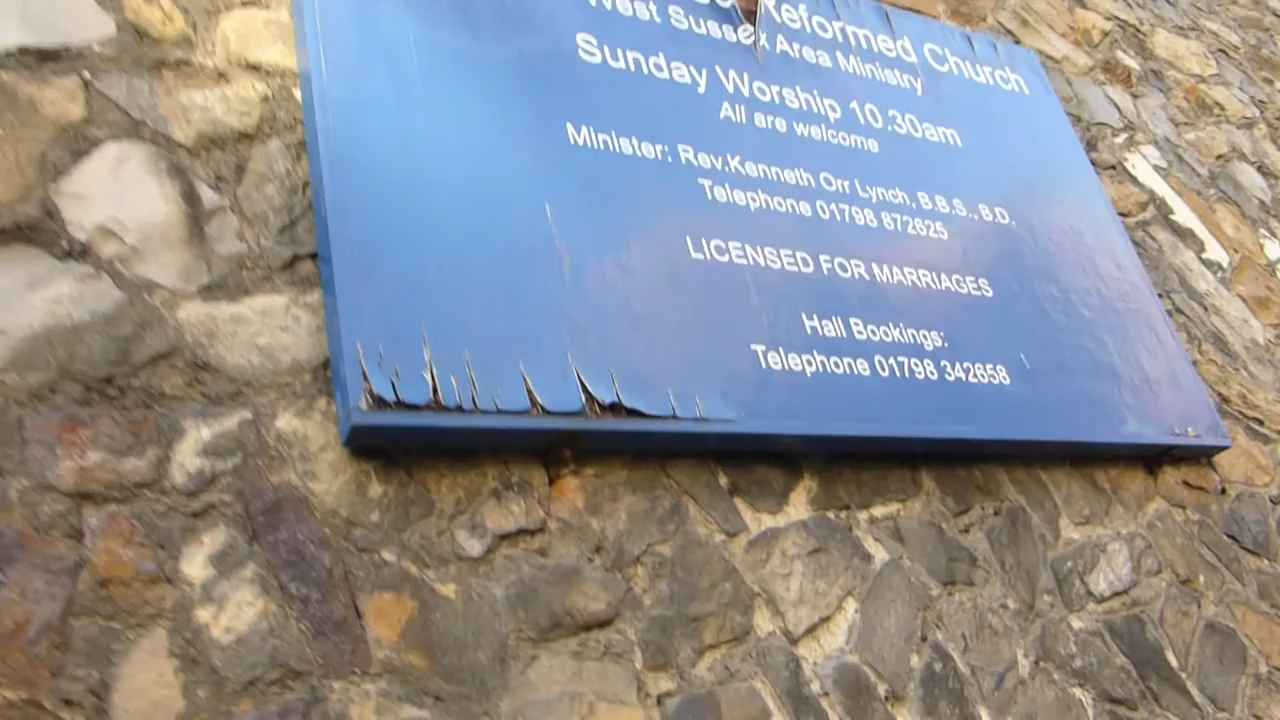 Reformed Church
West Sussex Area Ministry
Sunday Worship 10.30am
All are welcome
Minister: Rev.Kenneth Orr Lynch, B.B.S., B.D.
Telephone 01798 872625
LICENSED FOR MARRIAGES
Hall Bookings:
Telephone 01798 342658